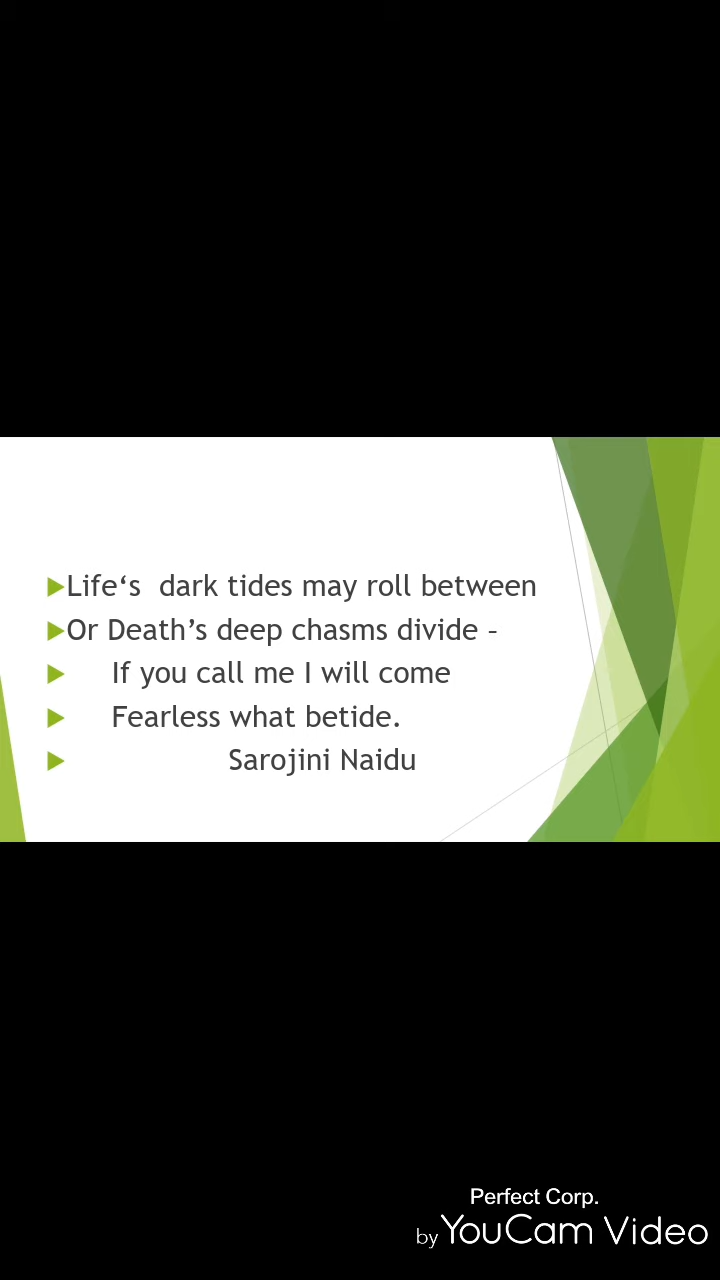 Life‘s dark tides may roll between
Or Death’s deep chasms divide –
If you call me I will come
Fearless what betide.
Sarojini Naidu
Perfect Corp.
by YouCam Video